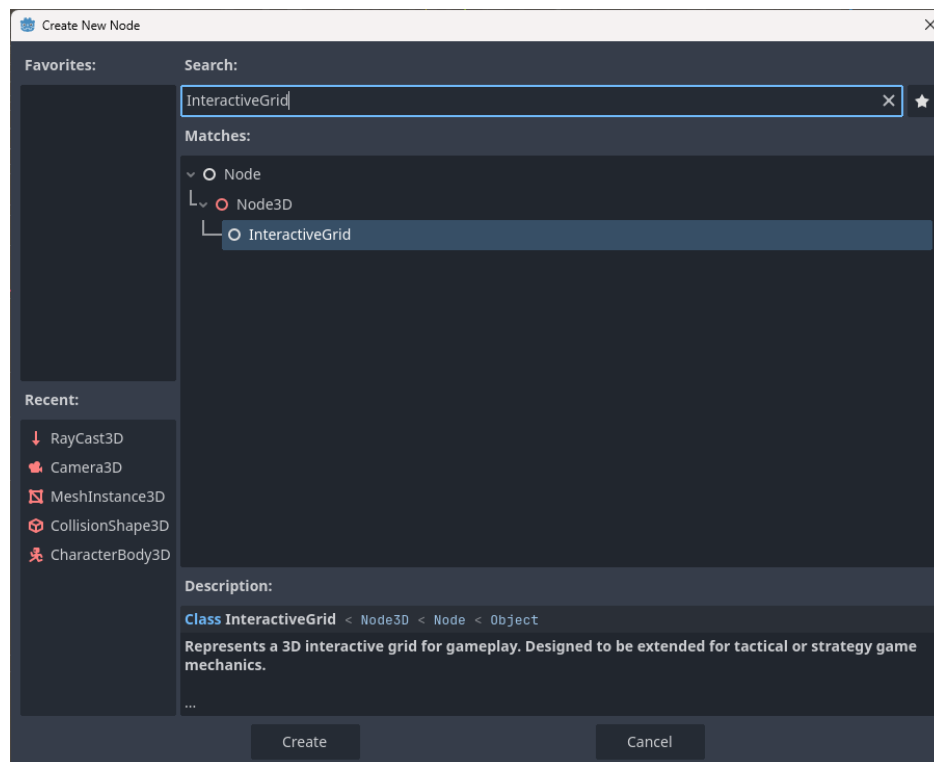 Create New Node
Favorites:
Search:
InteractiveGrid
Matches:
Node
Node3D
InteractiveGrid
Recent:
RayCast3D
Camera3D
MeshInstance3D
CollisionShape3D
CharacterBody3D
Description:
Class InteractiveGrid < Node3D < Node < Object
Represents a 3D interactive grid for gameplay. Designed to be extended for tactical or strategy game
mechanics.
...
Create
Cancel